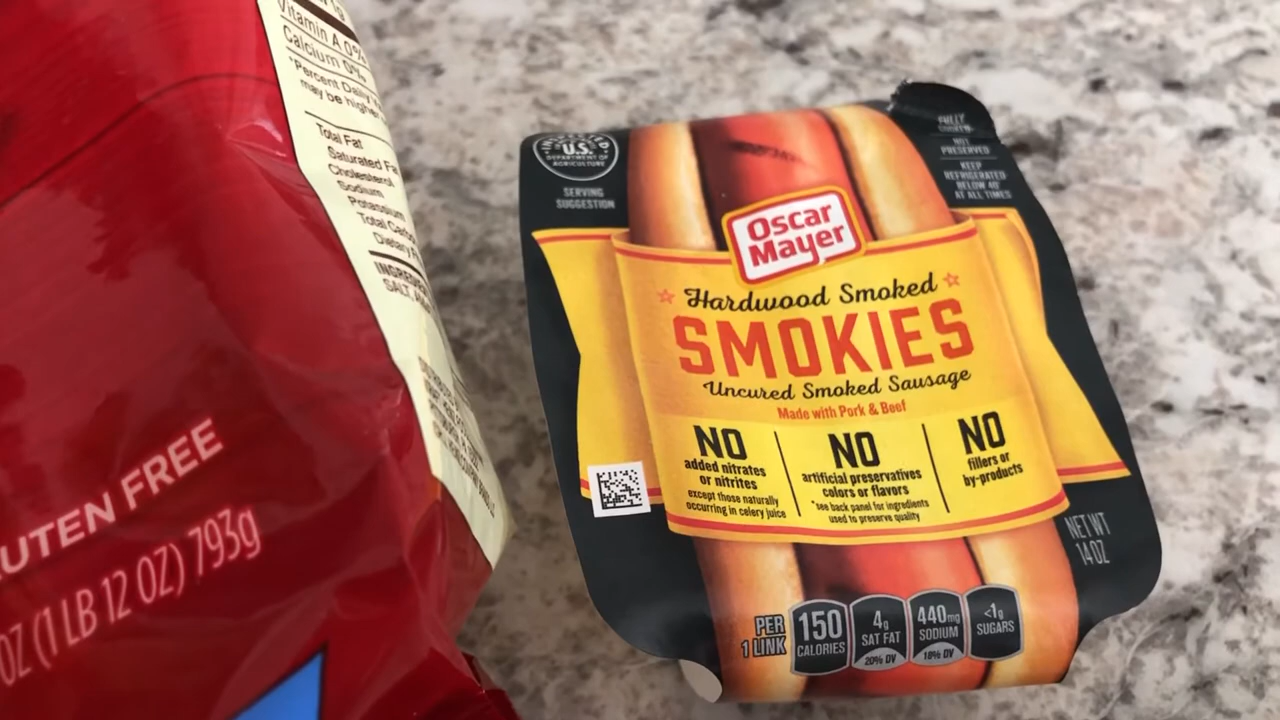 Vitamin A 0%
Calcium 0%
*Percent Daily
may be higher
Total Fat
Saturated Fa
Cholesterol
Sodium
Potassium
Total Carbo
Dietary F
INGREDIE
SALT,
UTEN FREE
OZ (1 LB 12 OZ) 793g
U.S.
DEPARTMENT OF
AGRICULTURE
SERVING
SUGGESTION
FULLY
COOKED
NOT
PRESERVED
KEEP
REFRIGERATED
BELOW 40
AT ALL TIMES
Oscar
Mayer
Hardwood Smoked
SMOKIES
Uncured Smoked Sausage
Made with Pork & Beef
NO
added nitrates
or nitrites
except those naturally
occurring in celery juice
NO
artificial preservatives
colors or flavors
*see back panel for ingredients
used to preserve quality
NO
fillers or
by-products
NET WT
14 OZ
PER
1 LINK
150
CALORIES
4g
SAT FAT
20% DV
440mg
SODIUM
18% DV
<1g
SUGARS